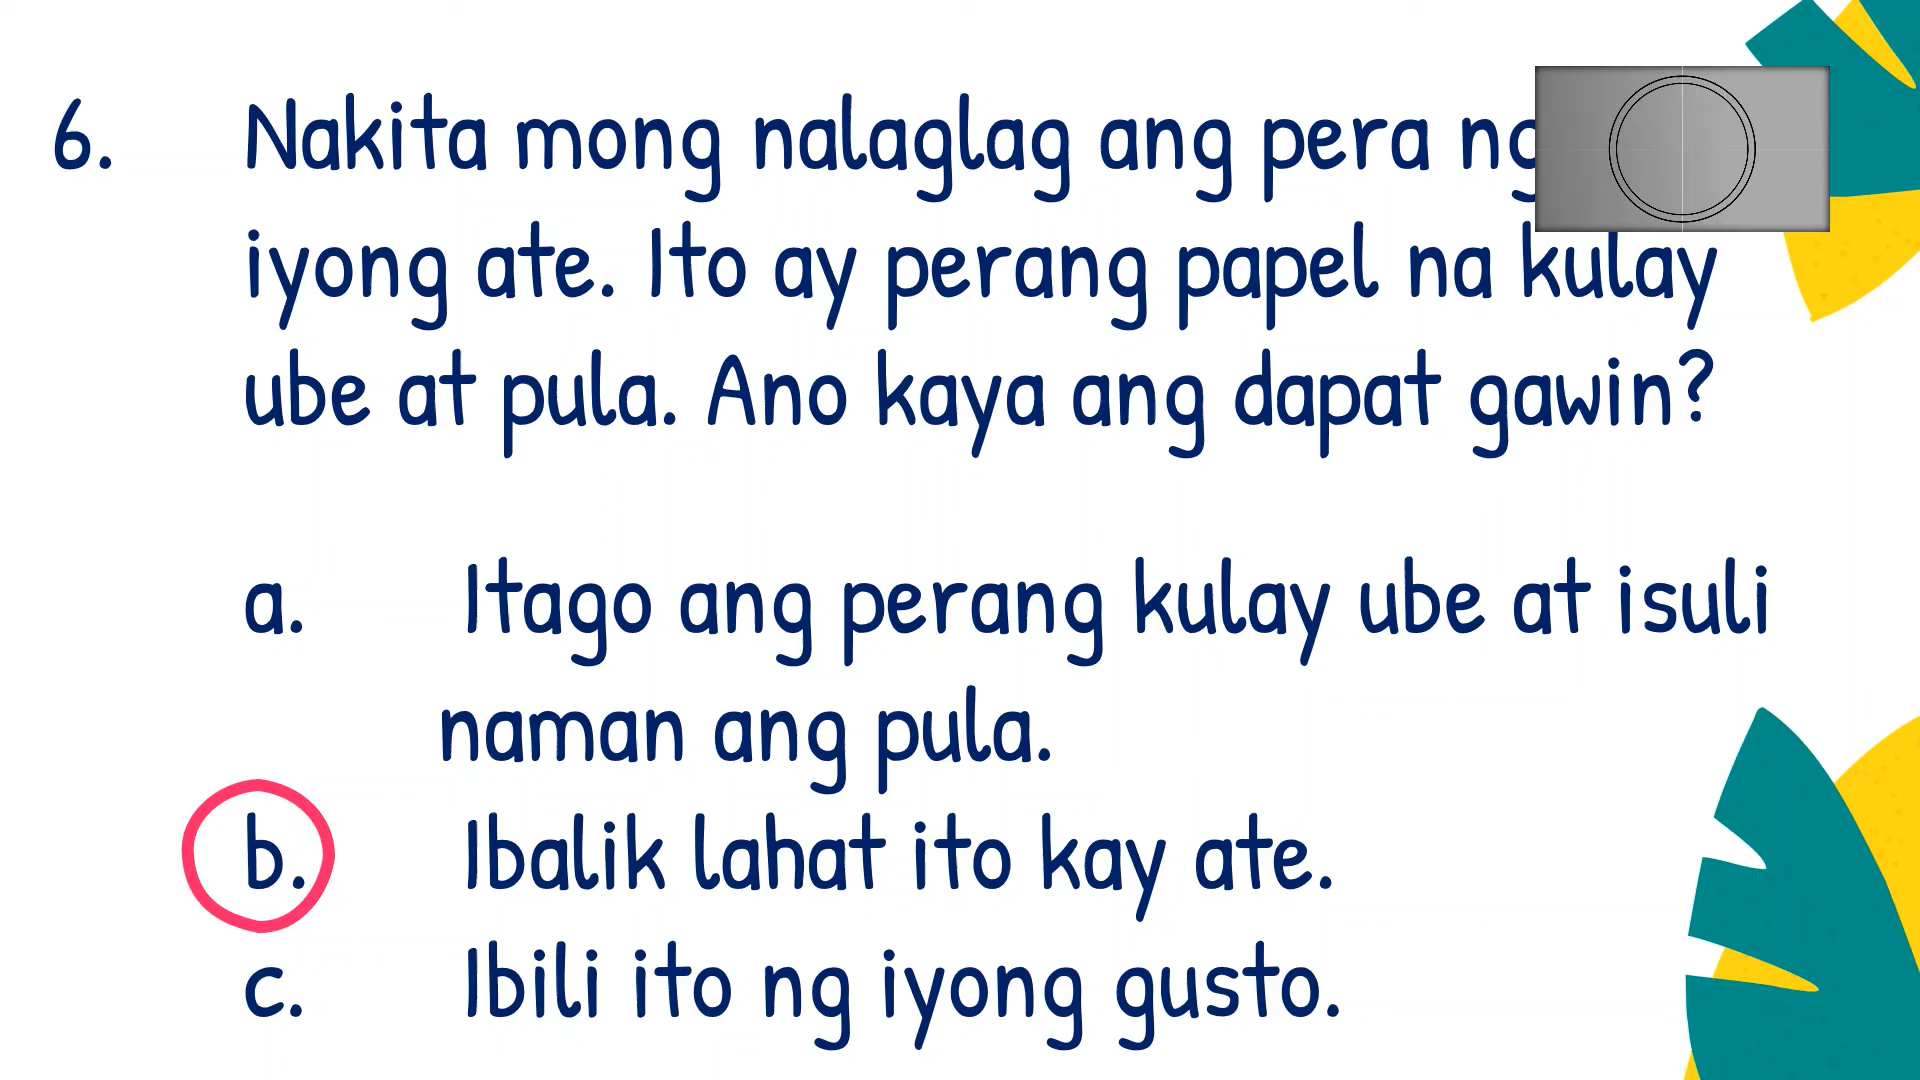 6. Nakita mong nalaglag ang pera ng
iyong ate. Ito ay perang papel na kulay
ube at pula. Ano kaya ang dapat gawin?
a. Itago ang perang kulay ube at isuli
naman ang pula.
b. Ibalik lahat ito kay ate.
c. Ibili ito ng iyong gusto.